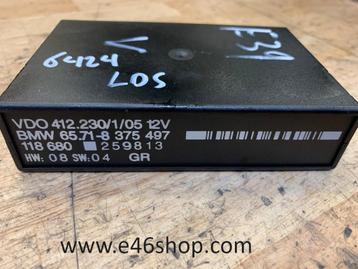 E39
V
6424
LOS
VDO 412.230/1/05 12V
BMW 65.71-8 375 497
118 680 259813
HW: 08 SW: 04 GR
www.e46shop.com